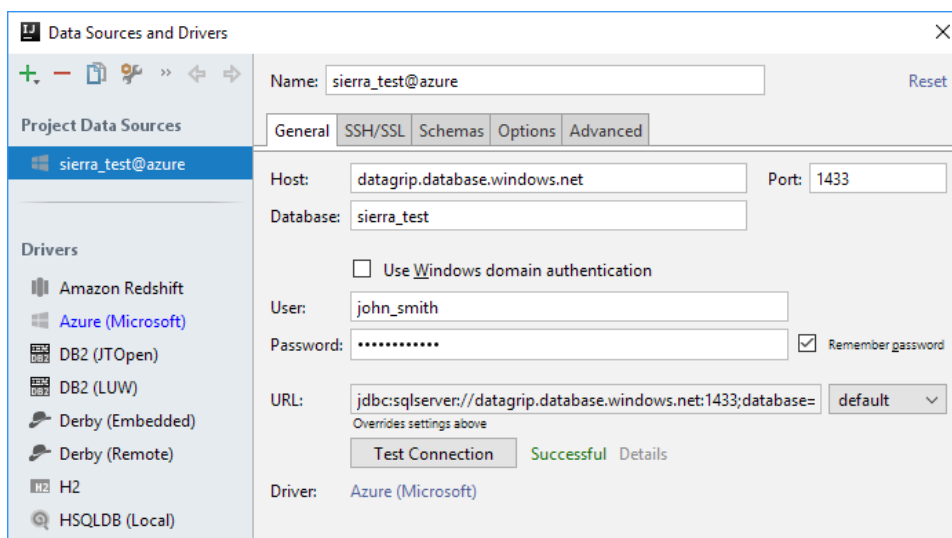 Data Sources and Drivers
Name: sierra_test@azure Reset
Project Data Sources
General SSH/SSL Schemas Options Advanced
sierra_test@azure
Host: datagrip.database.windows.net Port: 1433
Database: sierra_test
Drivers
Use Windows domain authentication
Amazon Redshift
User: john_smith
Azure (Microsoft)
Password: •••••••••••• Remember password
DB2 (JTOpen)
DB2 (LUW)
URL: jdbc:sqlserver://datagrip.database.windows.net:1433;database= default
Overrides settings above
Derby (Embedded)
Test Connection Successful Details
Derby (Remote)
H2
Driver: Azure (Microsoft)
HSQLDB (Local)